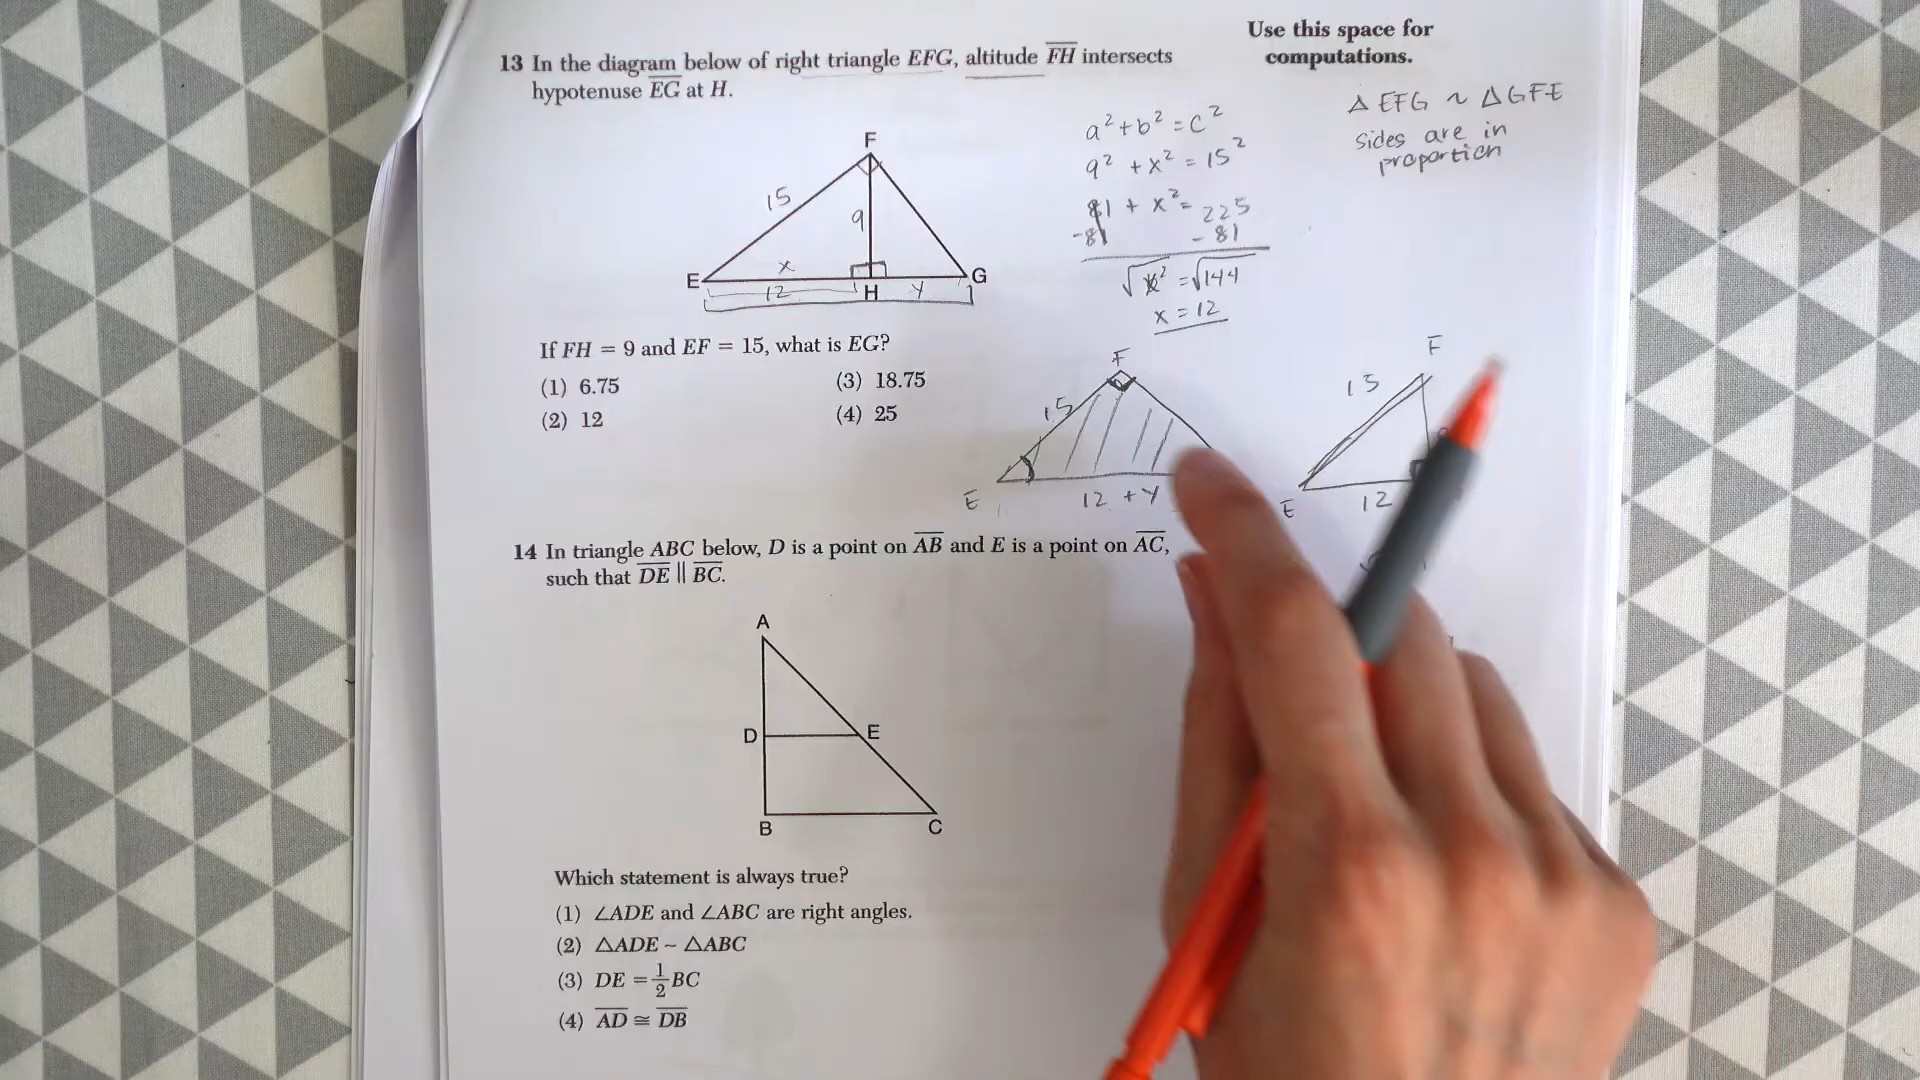 Use this space for
computations.
13 In the diagram below of right triangle EFG, altitude FH intersects
hypotenuse EG at H.
F
15
9
x
E
12
H
y
G
a² + b² = c²
9² + x² = 15²
81 + x² = 225
-81 - 81
√x² = √144
x = 12
△ EFG ~ △GFE
sides are in
proportion
If FH = 9 and EF = 15, what is EG?
(1) 6.75
(3) 18.75
(2) 12
(4) 25
F
15
E
12 + y
F
15
E
12
14 In triangle ABC below, D is a point on AB and E is a point on AC,
such that DE ∥ BC.
A
D
E
B
C
Which statement is always true?
(1) ∠ADE and ∠ABC are right angles.
(2) △ADE ~ △ABC
(3) DE = 1/2 BC
(4) AD ≅ DB